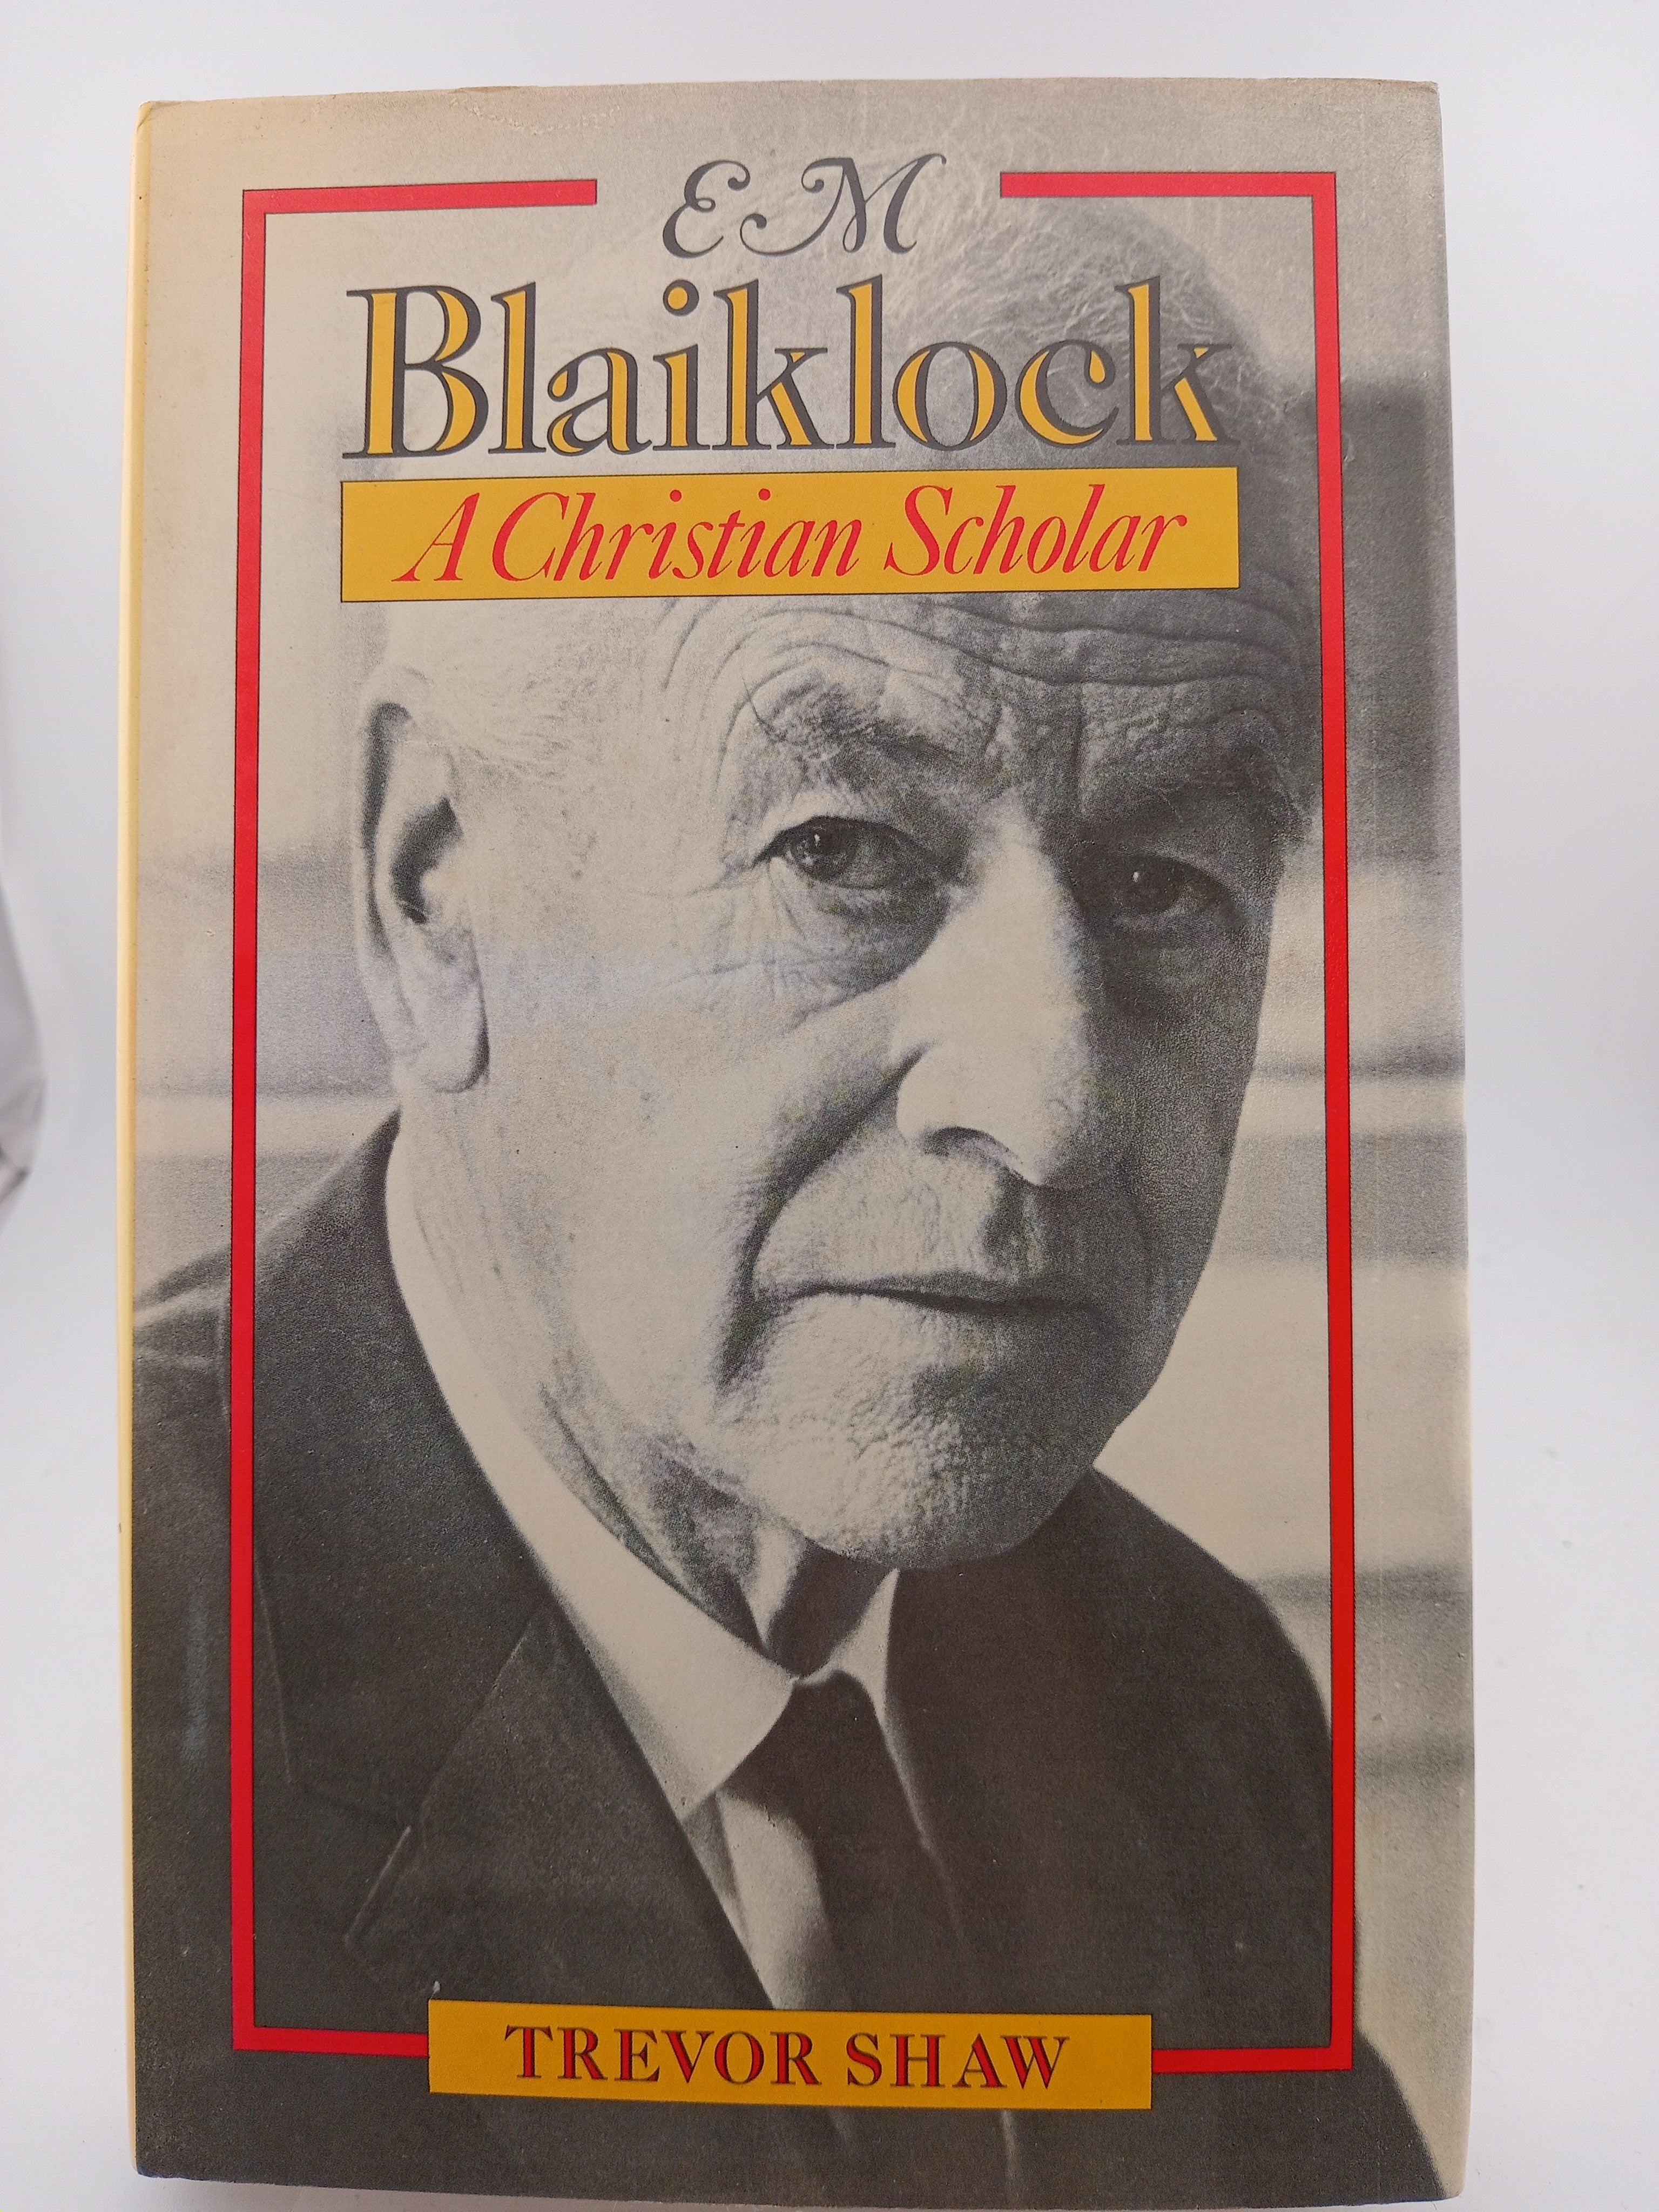 E M
Blaiklock
A Christian Scholar
TREVOR SHAW